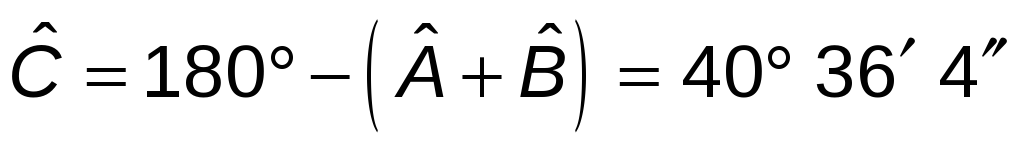 Ĉ = 180° − ( Â + B̂ ) = 40° 36′ 4″